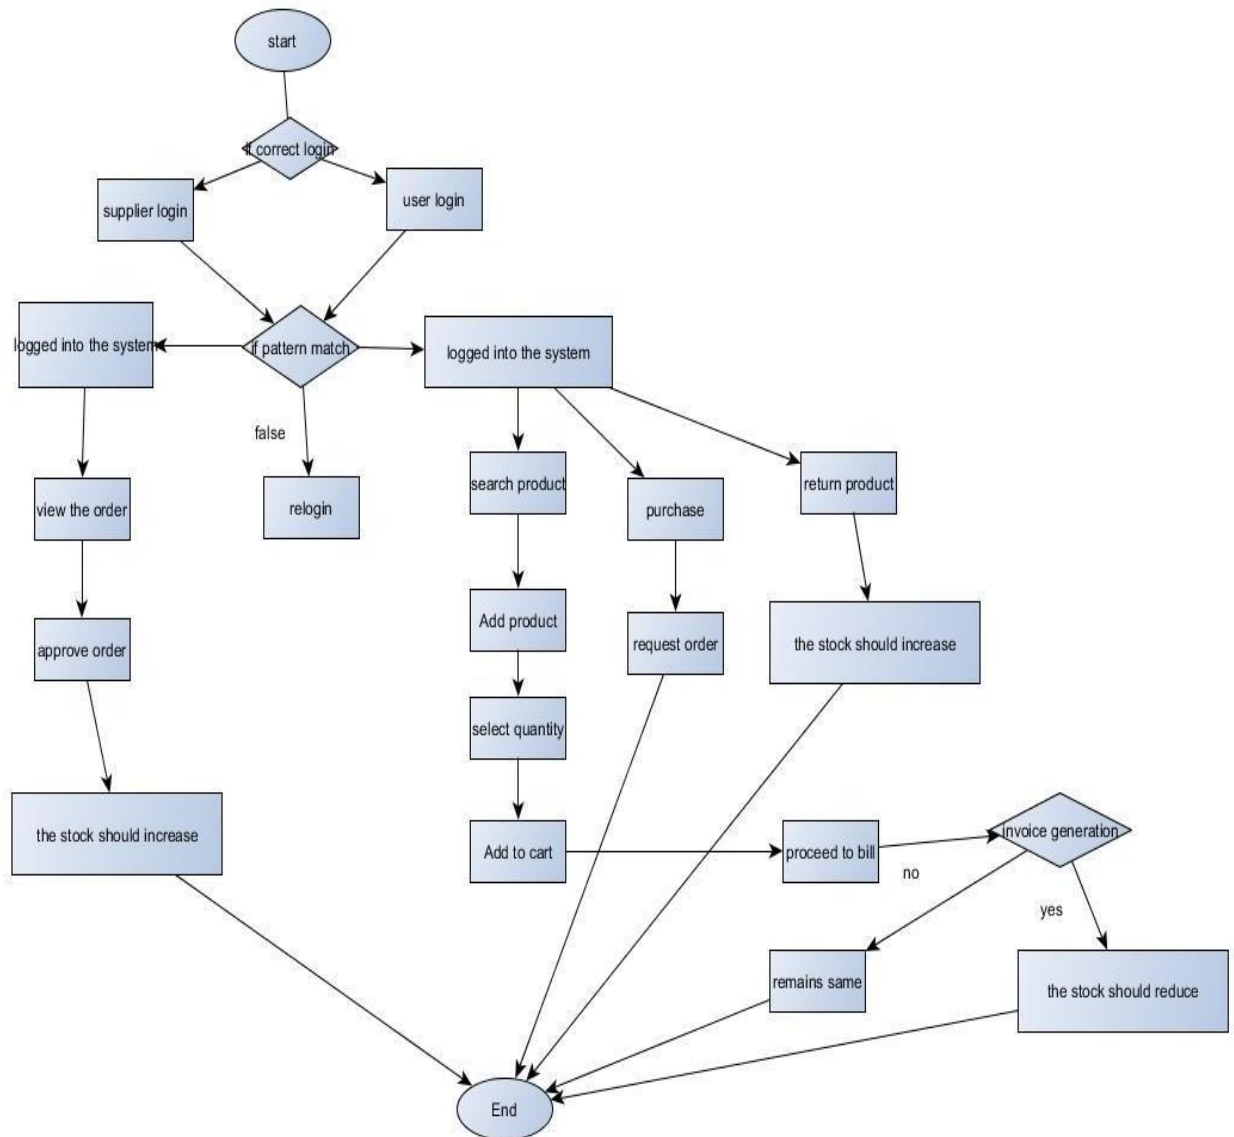 start
if correct login
supplier login
user login
logged into the system
if pattern match
logged into the system
false
search product
return product
view the order
relogin
purchase
Add product
approve order
request order
the stock should increase
select quantity
the stock should increase
Add to cart
proceed to bill
invoice generation
no
yes
remains same
the stock should reduce
End